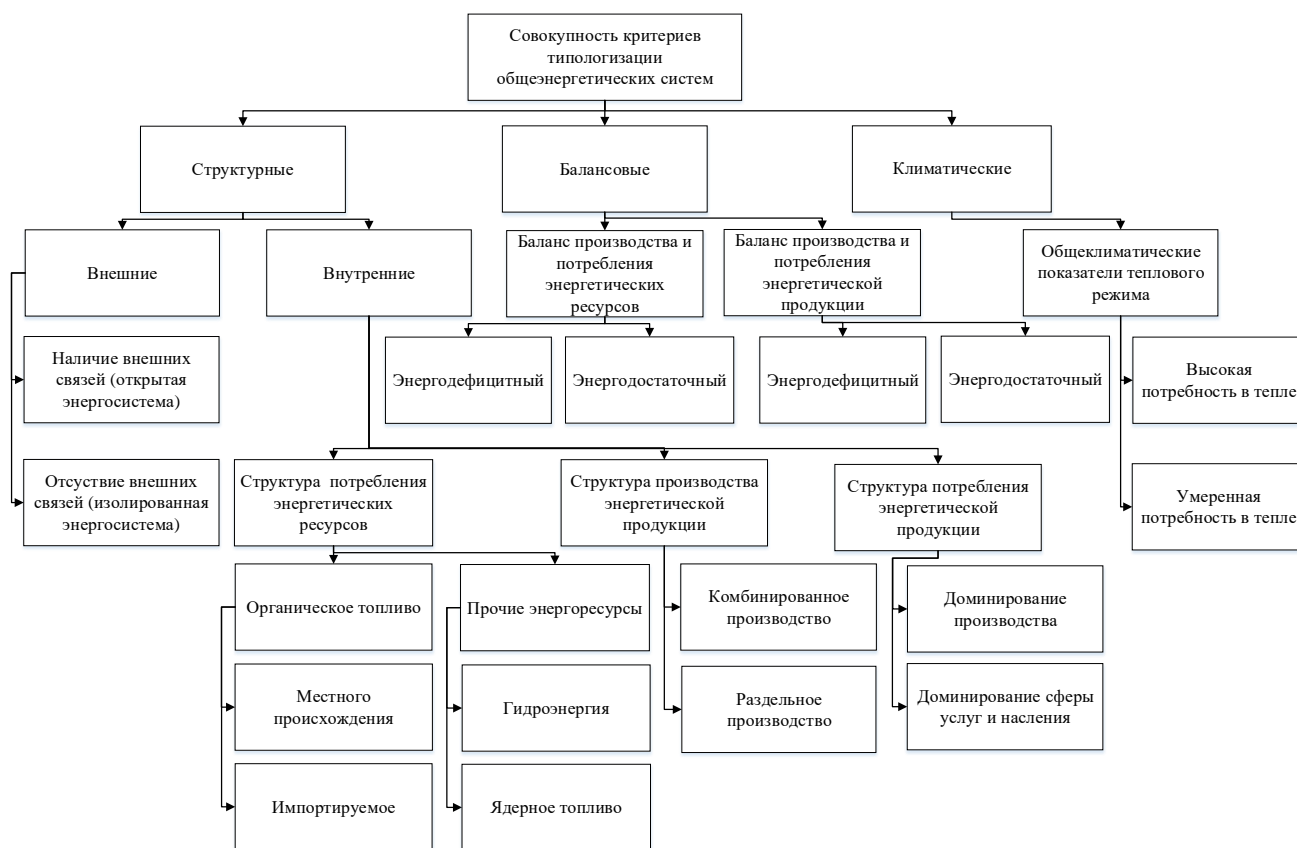 Совокупность критериев
типологизации
общеэнергетических систем
Структурные
Балансовые
Климатические
Внешние
Внутренние
Баланс производства и
потребления
энергетических
ресурсов
Баланс производства и
потребления
энергетической
продукции
Общеклиматические
показатели теплового
режима
Наличие внешних
связей (открытая
энергосистема)
Энергодефицитный
Энергодостаточный
Энергодефицитный
Энергодостаточный
Высокая
потребность в тепле
Отсуствие внешних
связей (изолированная
энергосистема)
Структура потребления
энергетических
ресурсов
Структура производства
энергетической
продукции
Структура потребления
энергетической
продукции
Умеренная
потребность в тепле
Органическое топливо
Прочие энергоресурсы
Комбинированное
производство
Доминирование
производства
Местного
происхождения
Гидроэнергия
Раздельное
производство
Доминирование сферы
услуг и насления
Импортируемое
Ядерное топливо